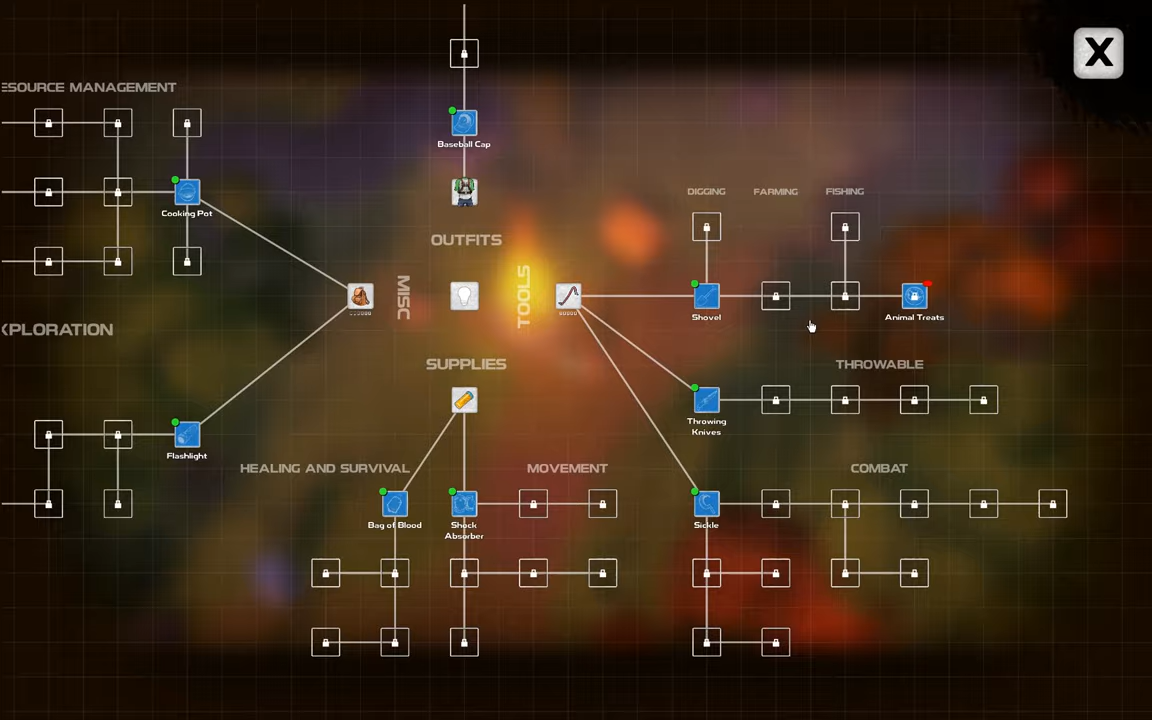 X
ESOURCE MANAGEMENT
Baseball Cap
DIGGING
FARMING
FISHING
Cooking Pot
OUTFITS
MISC
TOOLS
Shovel
Animal Treats
XPLORATION
SUPPLIES
THROWABLE
Throwing
Knives
Flashlight
HEALING AND SURVIVAL
MOVEMENT
COMBAT
Bag of Blood
Shock
Absorber
Sickle